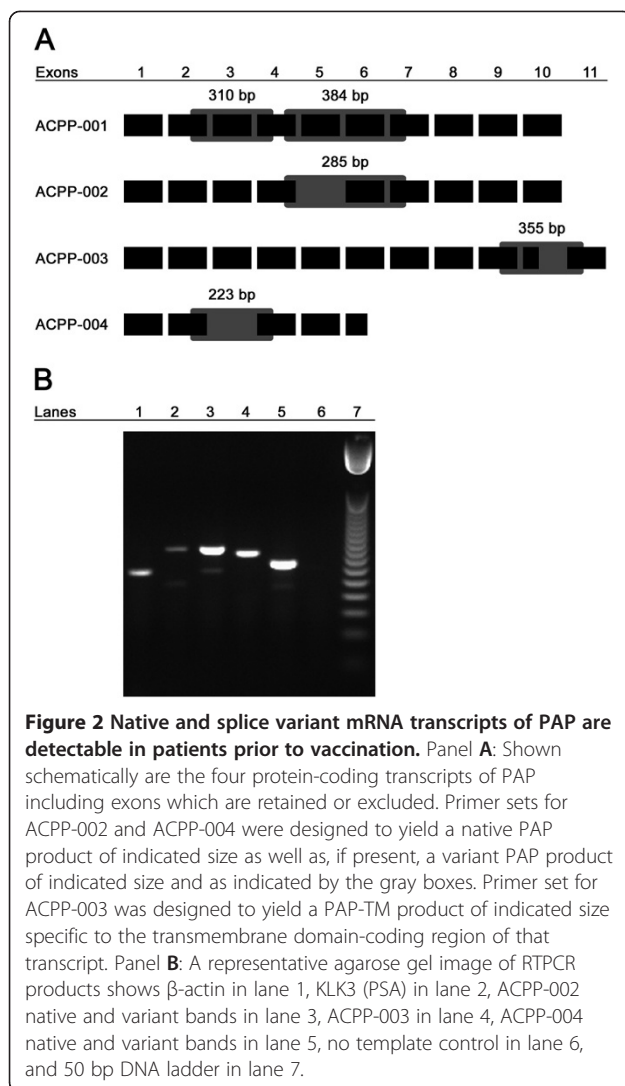 A
Exons 1 2 3 4 5 6 7 8 9 10 11
310 bp 384 bp
ACPP-001
285 bp
ACPP-002
355 bp
ACPP-003
223 bp
ACPP-004
B
Lanes 1 2 3 4 5 6 7
Figure 2 Native and splice variant mRNA transcripts of PAP are
detectable in patients prior to vaccination. Panel A: Shown
schematically are the four protein-coding transcripts of PAP
including exons which are retained or excluded. Primer sets for
ACPP-002 and ACPP-004 were designed to yield a native PAP
product of indicated size as well as, if present, a variant PAP product
of indicated size and as indicated by the gray boxes. Primer set for
ACPP-003 was designed to yield a PAP-TM product of indicated size
specific to the transmembrane domain-coding region of that
transcript. Panel B: A representative agarose gel image of RTPCR
products shows β-actin in lane 1, KLK3 (PSA) in lane 2, ACPP-002
native and variant bands in lane 3, ACPP-003 in lane 4, ACPP-004
native and variant bands in lane 5, no template control in lane 6,
and 50 bp DNA ladder in lane 7.